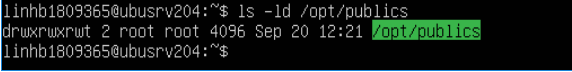 linhb1809365@ubusrv204:~$ ls -ld /opt/publics
drwxrwxrwt 2 root root 4096 Sep 20 12:21 /opt/publics
linhb1809365@ubusrv204:~$